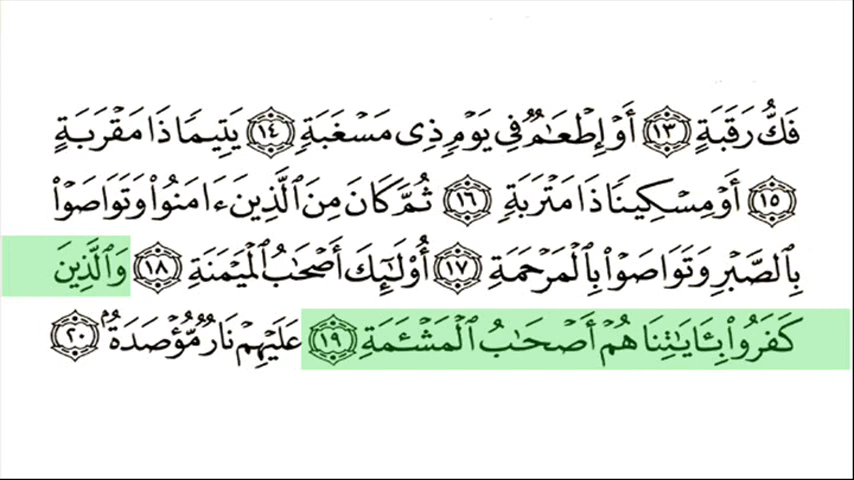 فَكُّ رَقَبَةٍ ١٣ أَوْ إِطْعَـٰمٌ فِى يَوْمٍ ذِى مَسْغَبَةٍ ١٤ يَتِيمًا ذَا مَقْرَبَةٍ
١٥ أَوْ مِسْكِينًا ذَا مَتْرَبَةٍ ١٦ ثُمَّ كَانَ مِنَ ٱلَّذِينَ ءَامَنُوا۟ وَتَوَاصَوْا۟
بِٱلصَّبْرِ وَتَوَاصَوْا۟ بِٱلْمَرْحَمَةِ ١٧ أُو۟لَـٰٓئِكَ أَصْحَـٰبُ ٱلْمَيْمَنَةِ ١٨ وَٱلَّذِينَ
كَفَرُوا۟ بِـَٔايَـٰتِنَا هُمْ أَصْحَـٰبُ ٱلْمَشْـَٔمَةِ ١٩ عَلَيْهِمْ نَارٌ مُّؤْصَدَةٌۢ ٢٠